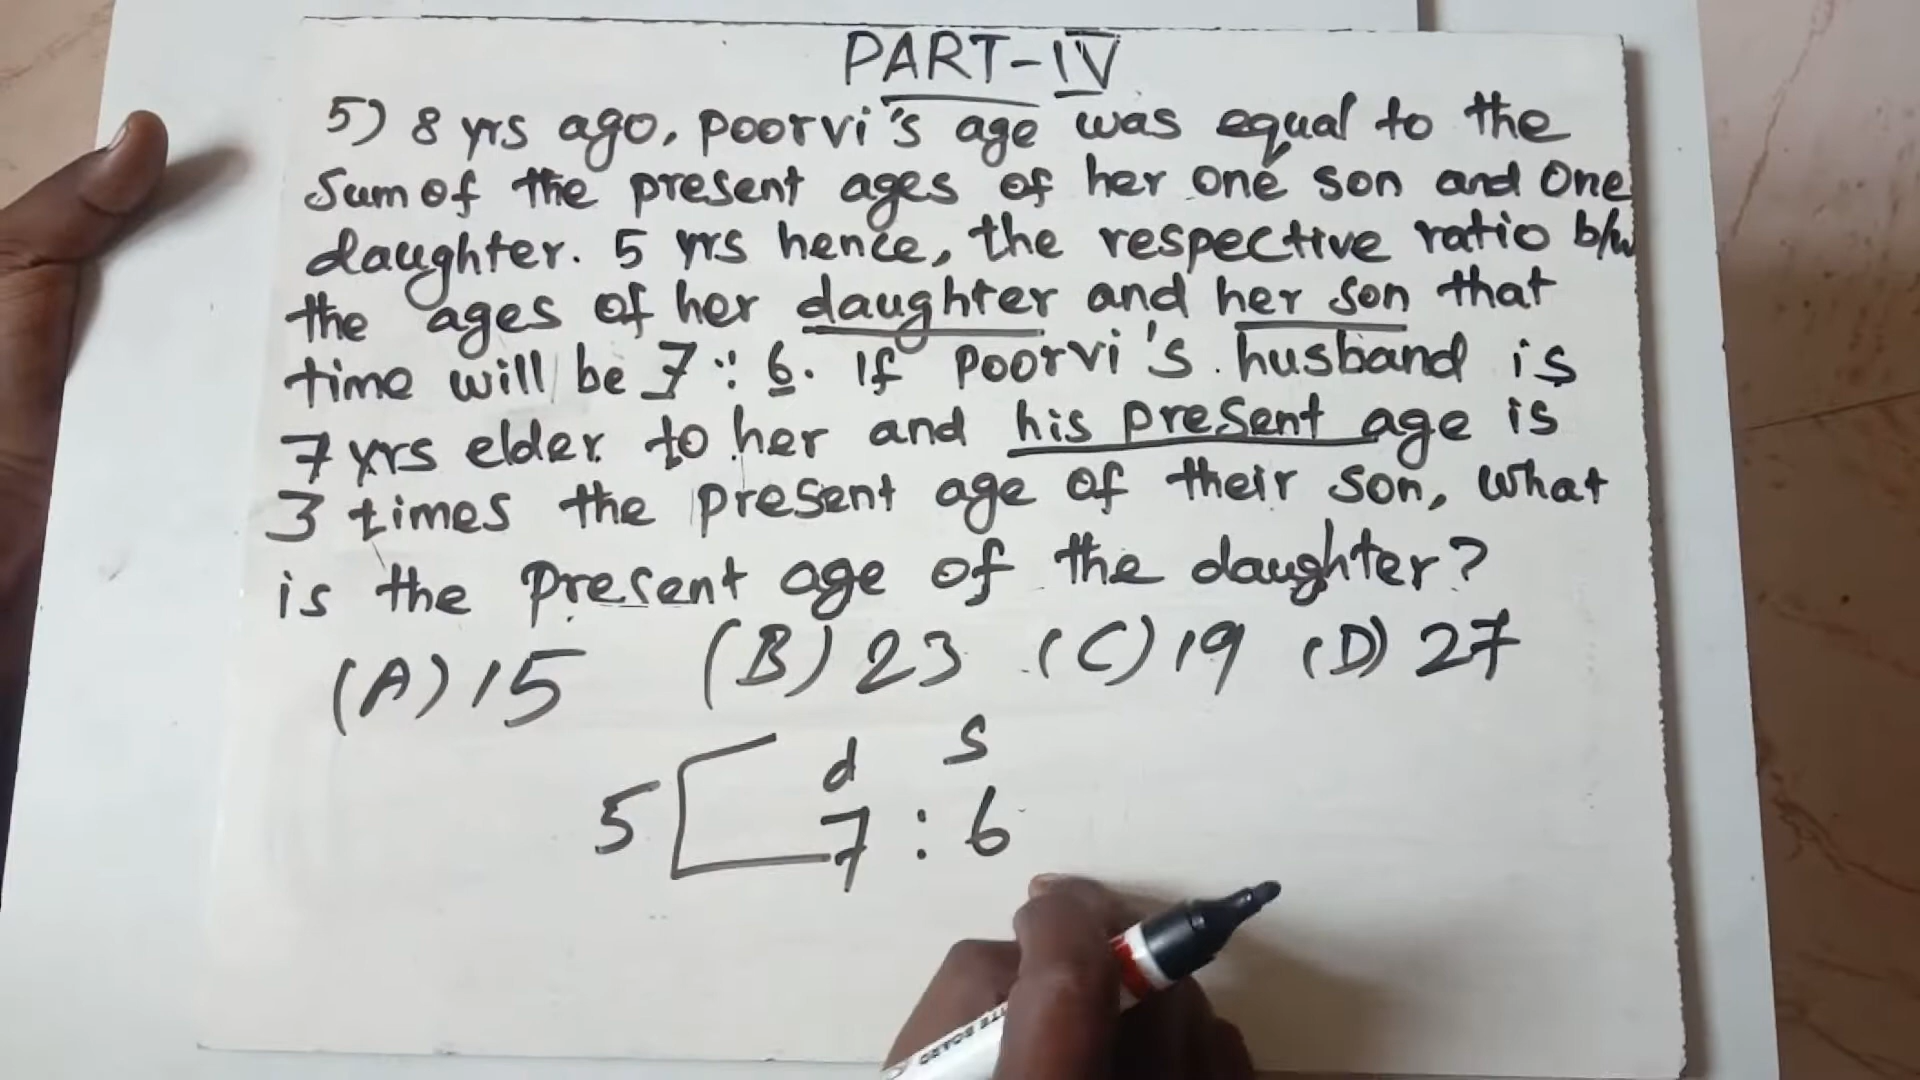 PART-IV
5) 8 yrs ago, Poorvi's age was equal to the
Sum of the present ages of her one son and One
daughter. 5 yrs hence, the respective ratio b/w
the ages of her daughter and her son that
time will be 7:6. If Poorvi's husband is
7 yrs elder to her and his present age is
3 times the present age of their son, what
is the Present age of the daughter?
(A) 15 (B) 23 (C) 19 (D) 27
d s
5 7 : 6